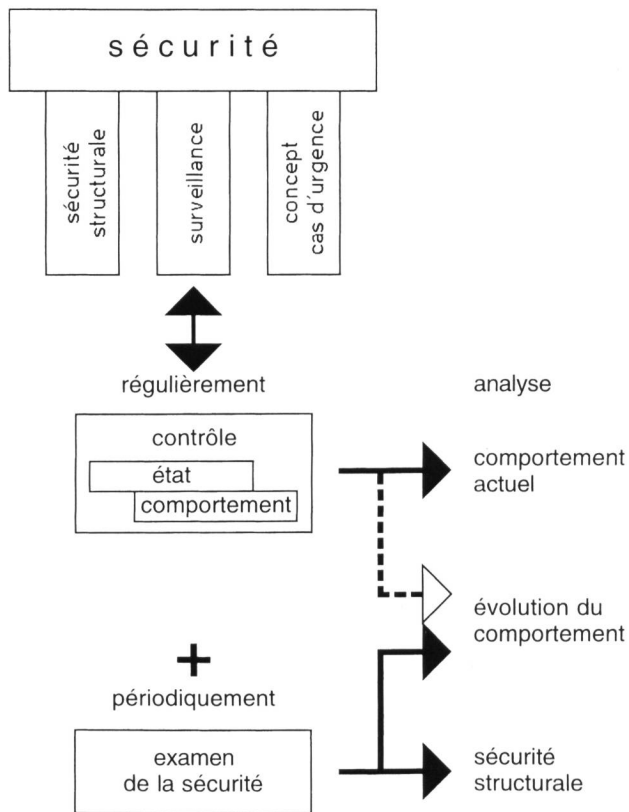 sécurité
sécurité
structurale
surveillance
concept
cas d'urgence
régulièrement
analyse
contrôle
état
comportement
comportement
actuel
évolution du
comportement
+
périodiquement
examen
de la sécurité
sécurité
structurale